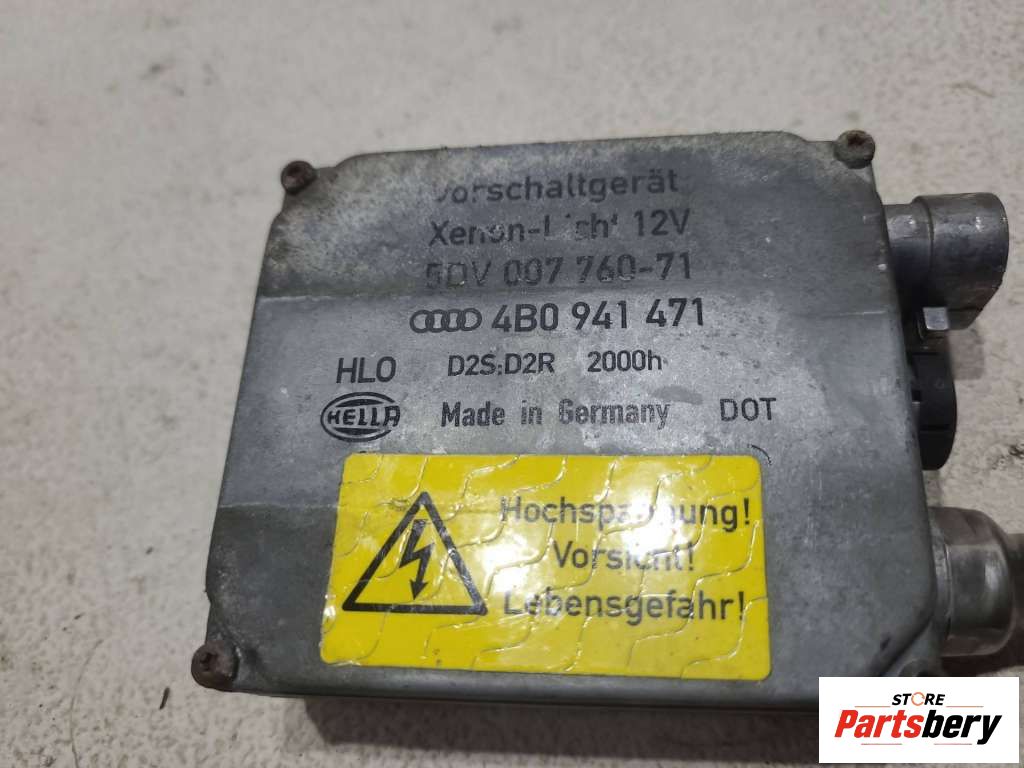 Vorschaltgerät
Xenon-Licht 12V
5DV 007 760-71
4B0 941 471
HLO D2S;D2R 2000h
HELLA Made in Germany DOT
Hochspannung!
Vorsicht!
Lebensgefahr!
STORE
Partsbery